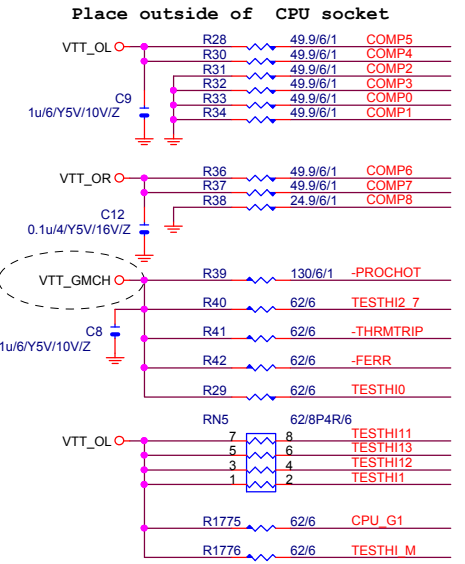 Place outside of CPU socket
VTT_OL
R28 49.9/6/1 COMP5
R30 49.9/6/1 COMP4
R31 49.9/6/1 COMP2
R32 49.9/6/1 COMP3
R33 49.9/6/1 COMP0
R34 49.9/6/1 COMP1
C9
1u/6/Y5V/10V/Z
VTT_OR
R36 49.9/6/1 COMP6
R37 49.9/6/1 COMP7
R38 24.9/6/1 COMP8
C12
0.1u/4/Y5V/16V/Z
VTT_GMCH
R39 130/6/1 -PROCHOT
R40 62/6 TESTHI2_7
C8
1u/6/Y5V/10V/Z
R41 62/6 -THRMTRIP
R42 62/6 -FERR
R29 62/6 TESTHI0
RN5 62/8P4R/6
VTT_OL
7 8 TESTHI11
5 6 TESTHI13
3 4 TESTHI12
1 2 TESTHI1
R1775 62/6 CPU_G1
R1776 62/6 TESTHI_M